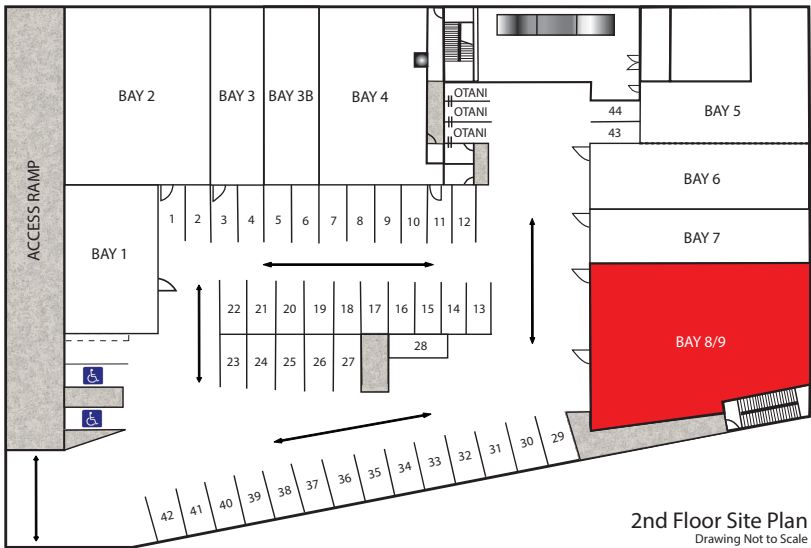 OTANI
OTANI
OTANI
44
43
BAY 2
BAY 3
BAY 3B
BAY 4
BAY 5
BAY 6
BAY 7
BAY 8/9
ACCESS RAMP
BAY 1
1
2
3
4
5
6
7
8
9
10
11
12
22
21
20
19
18
17
16
15
14
13
23
24
25
26
27
28
42
41
40
39
38
37
36
35
34
33
32
31
30
29
2nd Floor Site Plan
Drawing Not to Scale